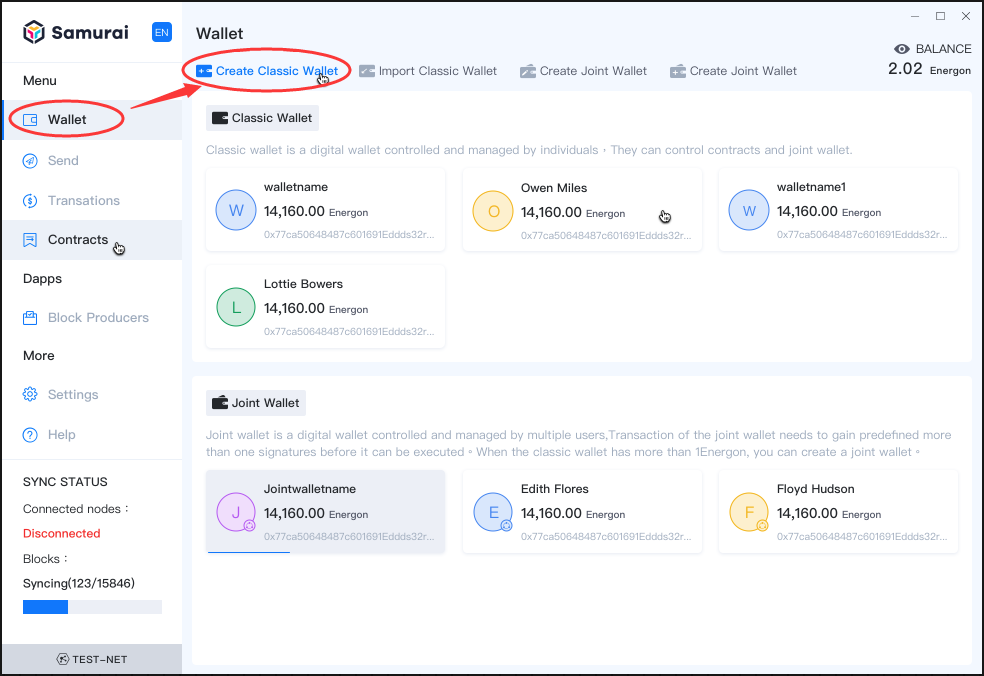 Samurai
EN
Menu
Wallet
Send
Transations
Contracts
Dapps
Block Producers
More
Settings
Help
SYNC STATUS
Connected nodes：
Disconnected
Blocks：
Syncing(123/15846)
TEST-NET
Wallet
BALANCE
2.02 Energon
Create Classic Wallet
Import Classic Wallet
Create Joint Wallet
Create Joint Wallet
Classic Wallet
Classic wallet is a digital wallet controlled and managed by individuals，They can control contracts and joint wallet.
W
walletname
14,160.00 Energon
0x77ca50648487c601691Eddds32r...
O
Owen Miles
14,160.00 Energon
0x77ca50648487c601691Eddds32r...
W
walletname1
14,160.00 Energon
0x77ca50648487c601691Eddds32r...
L
Lottie Bowers
14,160.00 Energon
0x77ca50648487c601691Eddds32r...
Joint Wallet
Joint wallet is a digital wallet controlled and managed by multiple users,Transaction of the joint wallet needs to gain predefined more
than one signatures before it can be executed。When the classic wallet has more than 1Energon, you can create a joint wallet。
J
Jointwalletname
14,160.00 Energon
0x77ca50648487c601691Eddds32r...
E
Edith Flores
14,160.00 Energon
0x77ca50648487c601691Eddds32r...
F
Floyd Hudson
14,160.00 Energon
0x77ca50648487c601691Eddds32r...